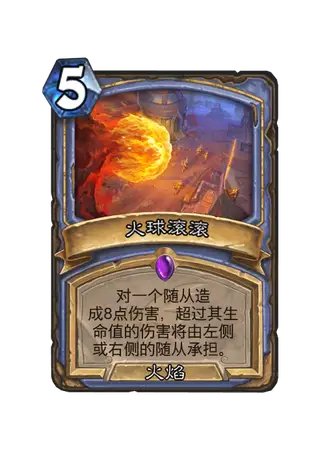 5
火球滚滚
对一个随从造
成8点伤害，超过其生
命值的伤害将由左侧
或右侧的随从承担。
火焰